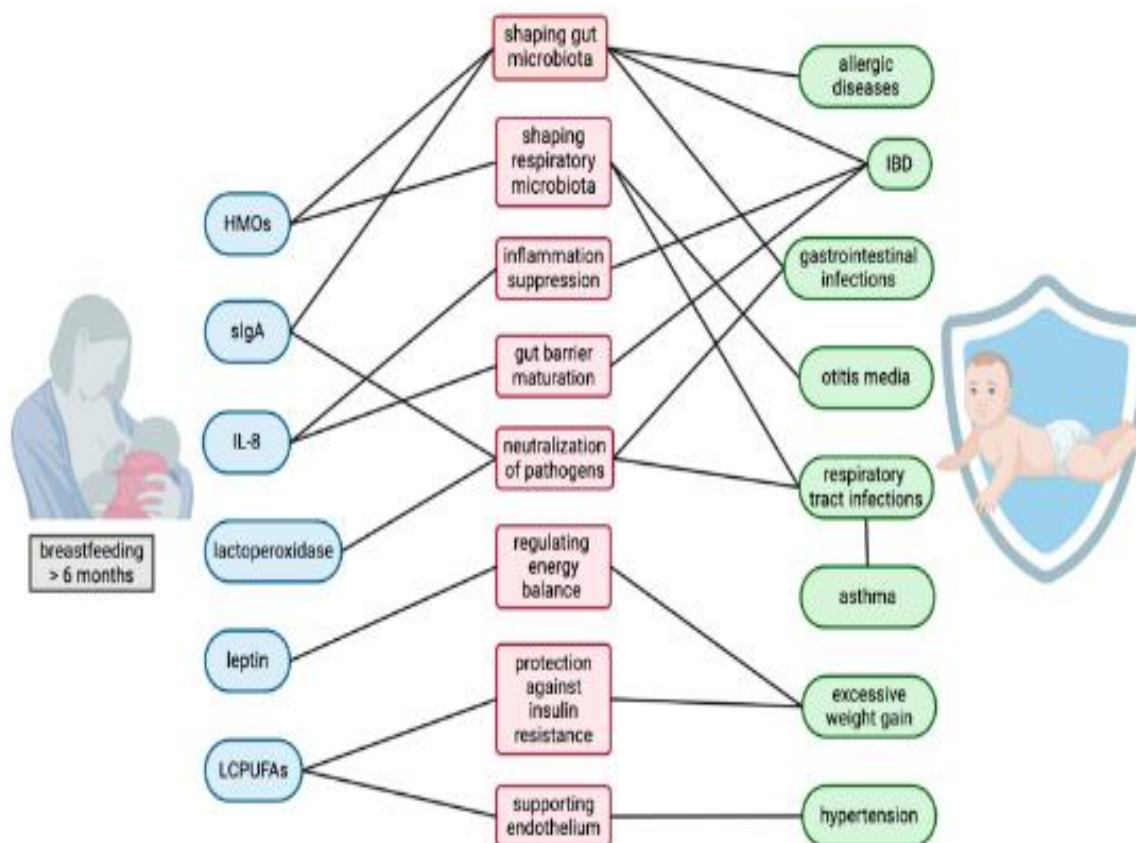 shaping gut
microbiota
allergic
diseases
shaping
respiratory
microbiota
IBD
HMOs
inflammation
suppression
gastrointestinal
infections
sIgA
gut barrier
maturation
otitis media
IL-8
neutralization
of pathogens
respiratory
tract infections
breastfeeding
> 6 months
lactoperoxidase
regulating
energy
balance
asthma
leptin
protection
against
insulin
resistance
excessive
weight gain
LCPUFAs
supporting
endothelium
hypertension